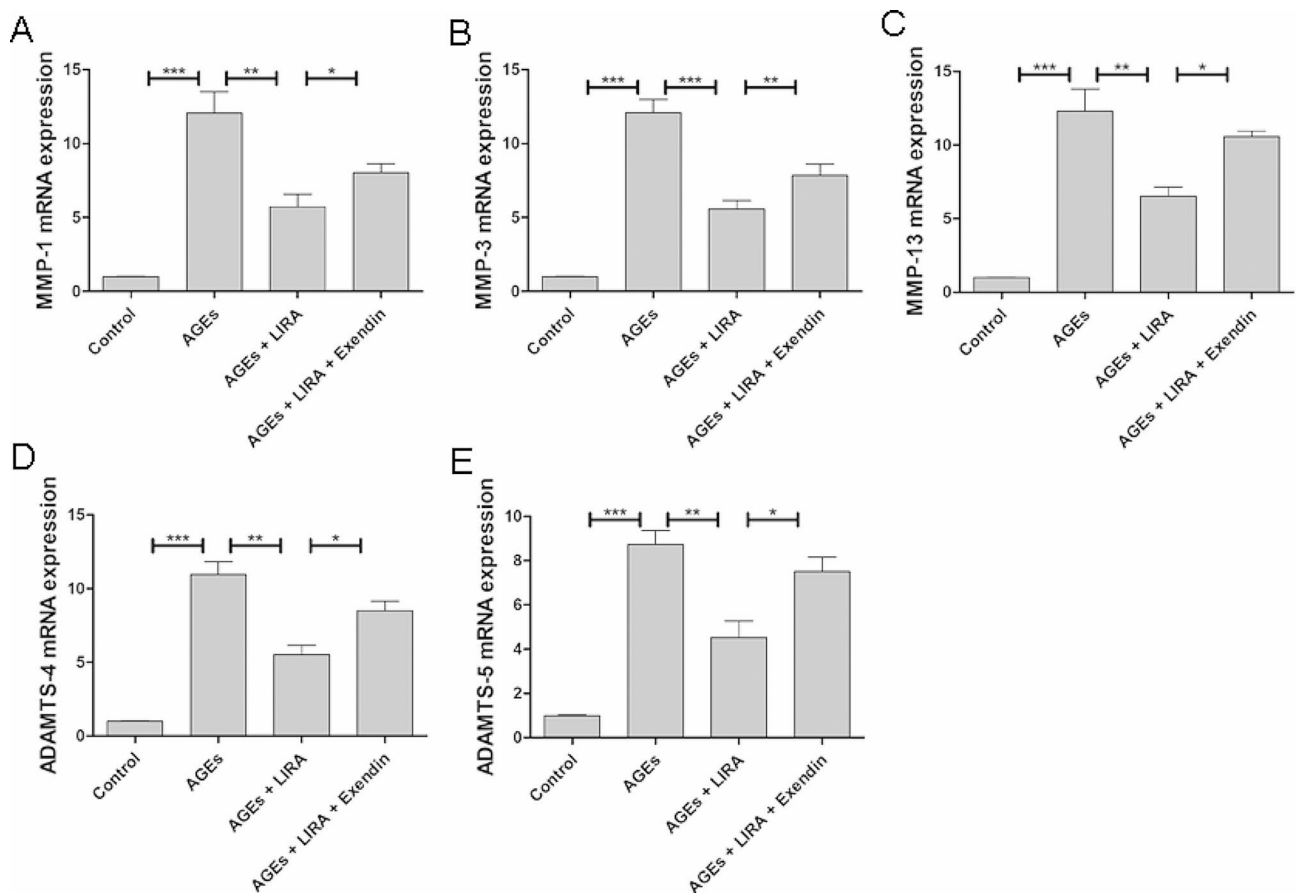 A
MMP-1 mRNA expression
15
10
5
0
*** ** *
Control
AGEs
AGEs + LIRA
AGEs + LIRA + Exendin
B
MMP-3 mRNA expression
15
10
5
0
*** *** **
Control
AGEs
AGEs + LIRA
AGEs + LIRA + Exendin
C
MMP-13 mRNA expression
15
10
5
0
*** ** *
Control
AGEs
AGEs + LIRA
AGEs + LIRA + Exendin
D
ADAMTS-4 mRNA expression
15
10
5
0
*** ** *
Control
AGEs
AGEs + LIRA
AGEs + LIRA + Exendin
E
ADAMTS-5 mRNA expression
10
8
6
4
2
0
*** ** *
Control
AGEs
AGEs + LIRA
AGEs + LIRA + Exendin